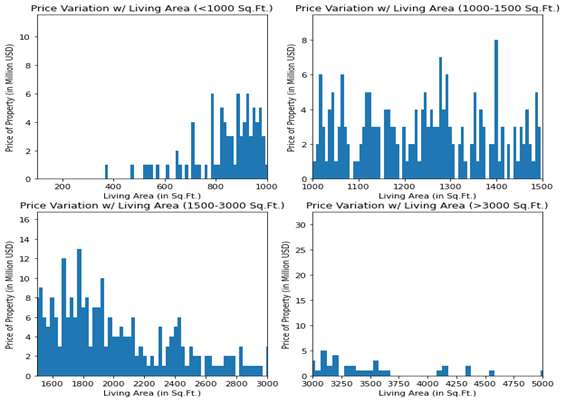 Price Variation w/ Living Area (<1000 Sq.Ft.)
Price of Property (in Million USD)
10
8
6
4
2
0
200 400 600 800 1000
Living Area (in Sq.Ft.)
Price Variation w/ Living Area (1000-1500 Sq.Ft.)
Price of Property (in Million USD)
8
6
4
2
0
1000 1100 1200 1300 1400 1500
Living Area (in Sq.Ft.)
Price Variation w/ Living Area (1500-3000 Sq.Ft.)
Price of Property (in Million USD)
16
14
12
10
8
6
4
2
0
1600 1800 2000 2200 2400 2600 2800 3000
Living Area (in Sq.Ft.)
Price Variation w/ Living Area (>3000 Sq.Ft.)
Price of Property (in Million USD)
30
25
20
15
10
5
0
3000 3250 3500 3750 4000 4250 4500 4750 5000
Living Area (in Sq.Ft.)